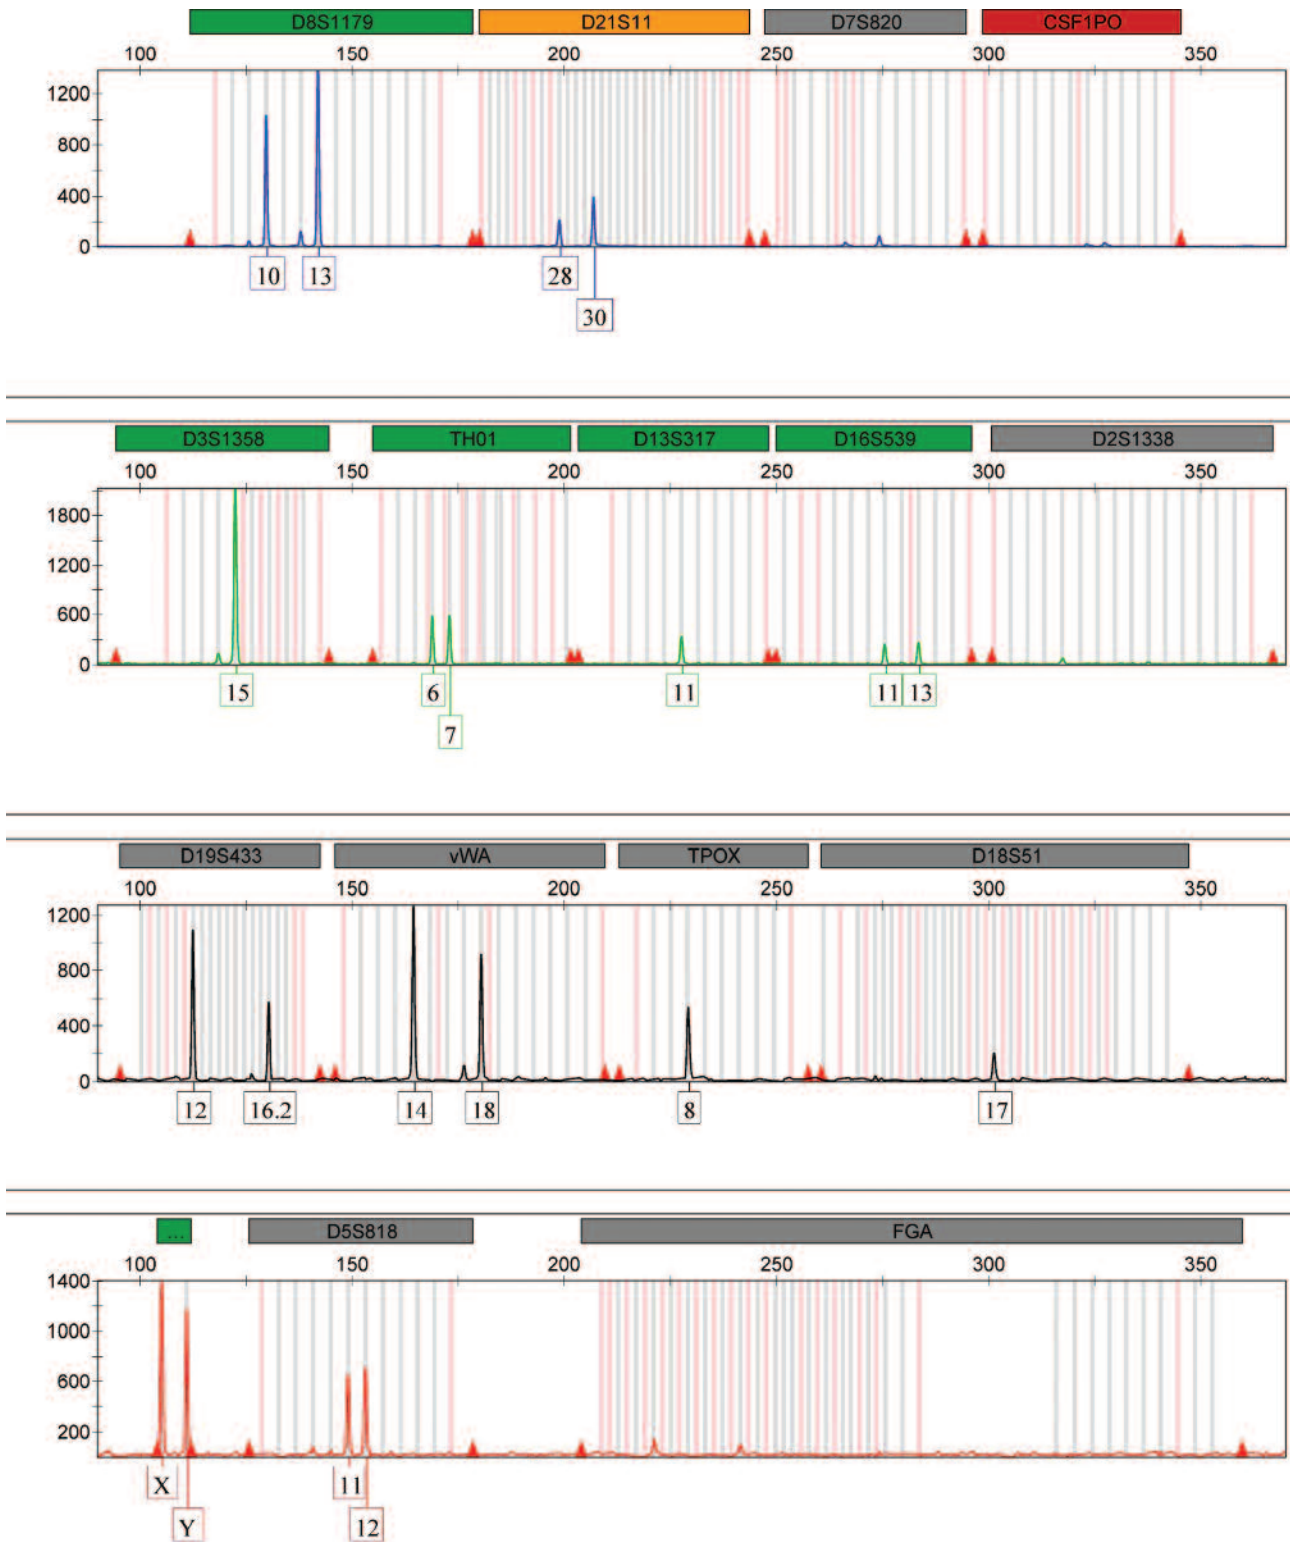 D8S1179 D21S11 D7S820 CSF1PO
100 150 200 250 300 350
1200
800
400
0
10 13 28
30
D3S1358 TH01 D13S317 D16S539 D2S1338
100 150 200 250 300 350
1800
1200
600
0
15 6 11 11 13
7
D19S433 vWA TPOX D18S51
100 150 200 250 300 350
1200
800
400
0
12 16.2 14 18 8 17
... D5S818 FGA
100 150 200 250 300 350
1400
1000
600
200
X 11
Y 12